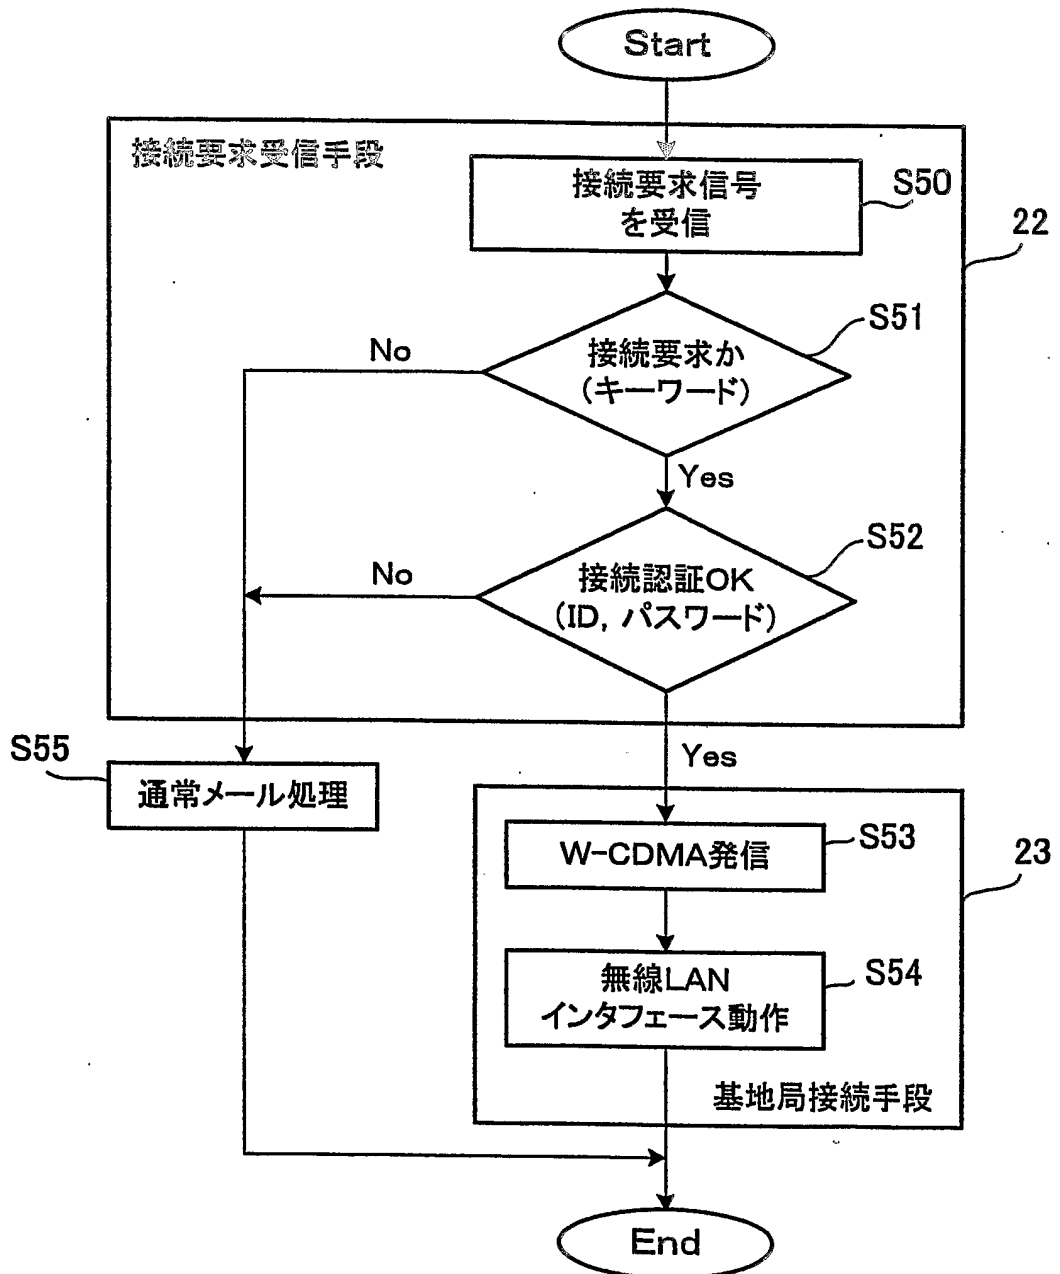 Start
接続要求受信手段
接続要求信号
を受信
S50
22
接続要求か
(キーワード)
S51
No
Yes
接続認証OK
(ID, パスワード)
S52
No
Yes
S55
通常メール処理
W-CDMA発信
S53
23
無線LAN
インタフェース動作
S54
基地局接続手段
End